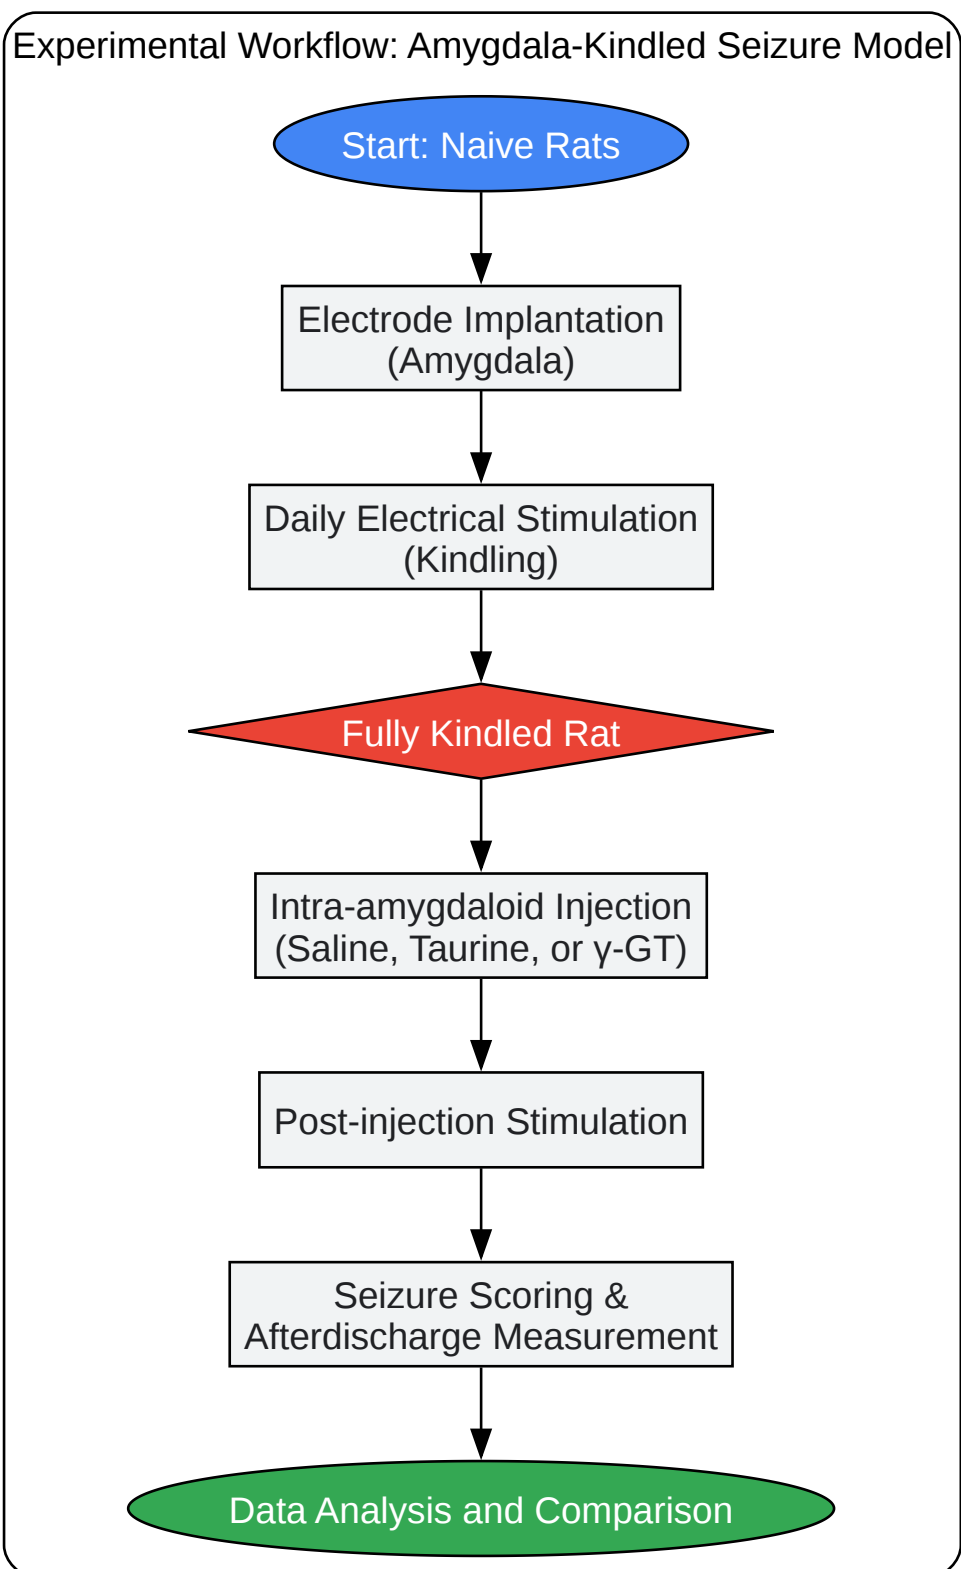 Experimental Workflow: Amygdala-Kindled Seizure Model
Start: Naive Rats
Electrode Implantation
(Amygdala)
Daily Electrical Stimulation
(Kindling)
Fully Kindled Rat
Intra-amygdaloid Injection
(Saline, Taurine, or γ-GT)
Post-injection Stimulation
Seizure Scoring &
Afterdischarge Measurement
Data Analysis and Comparison